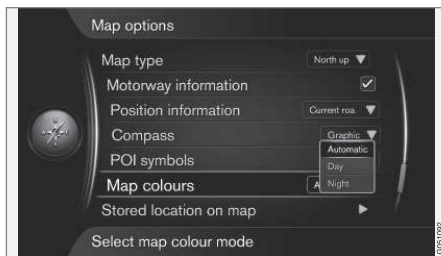 Map options
Map type North up
Motorway information
Position information Current roa
Compass Graphic
Automatic
POI symbols
Day
Map colours A Night
Stored location on map
Select map colour mode
G051092